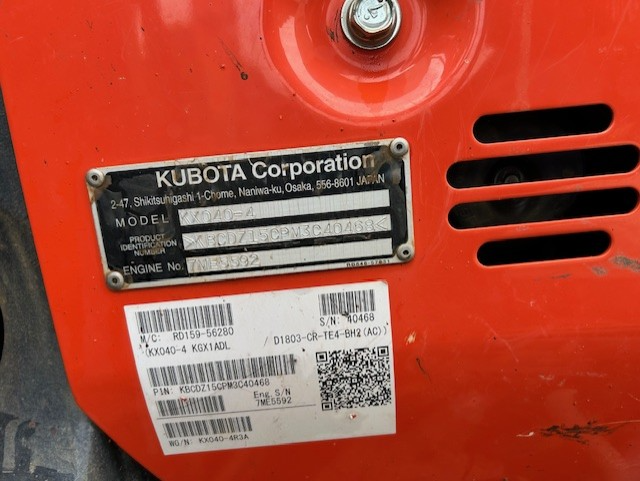 KUBOTA Corporation
2-47, Shikitsuhigashi 1-Chome, Naniwa-ku, Osaka, 556-8601 JAPAN
MODEL KX040-4
PRODUCT IDENTIFICATION NUMBER >KBCDZ15CPM3C40468<
ENGINE No. 7ME5592
M/C: RD159-56280 S/N: 40468
(KX040-4 KGX1ADL / D1803-CR-TE4-BH2(AC))
PIN: KBCDZ15CPM3C40468
Eng.S/N
7ME5592
WG/N: KX040-4R3A